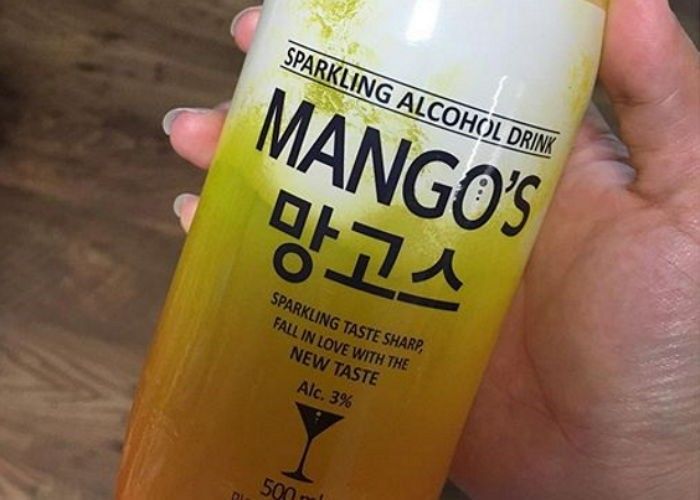 SPARKLING ALCOHOL DRINK
MANGO'S
망고스
SPARKLING TASTE SHARP,
FALL IN LOVE WITH THE
NEW TASTE
Alc. 3%
500 ml